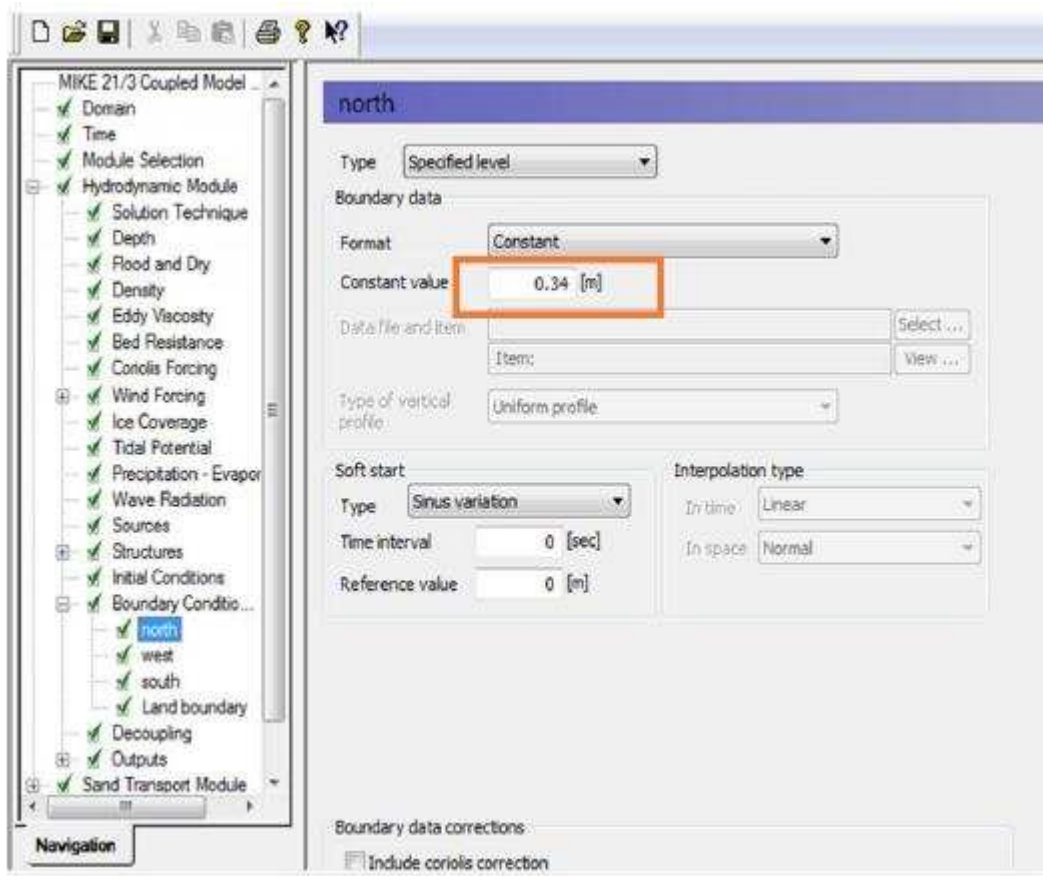 MIKE 21/3 Coupled Model ...
Domain
Time
Module Selection
Hydrodynamic Module
Solution Technique
Depth
Flood and Dry
Density
Eddy Viscosity
Bed Resistance
Coriolis Forcing
Wind Forcing
Ice Coverage
Tidal Potential
Precipitation - Evapor
Wave Radiation
Sources
Structures
Initial Conditions
Boundary Conditio...
north
west
south
Land boundary
Decoupling
Outputs
Sand Transport Module
Navigation
north
Type Specified level
Boundary data
Format Constant
Constant value 0.34 [m]
Data file and item Select ...
Item: View ...
Type of vertical profile Uniform profile
Soft start
Type Sinus variation
Time interval 0 [sec]
Reference value 0 [m]
Interpolation type
In time Linear
In space Normal
Boundary data corrections
Include coriolis correction